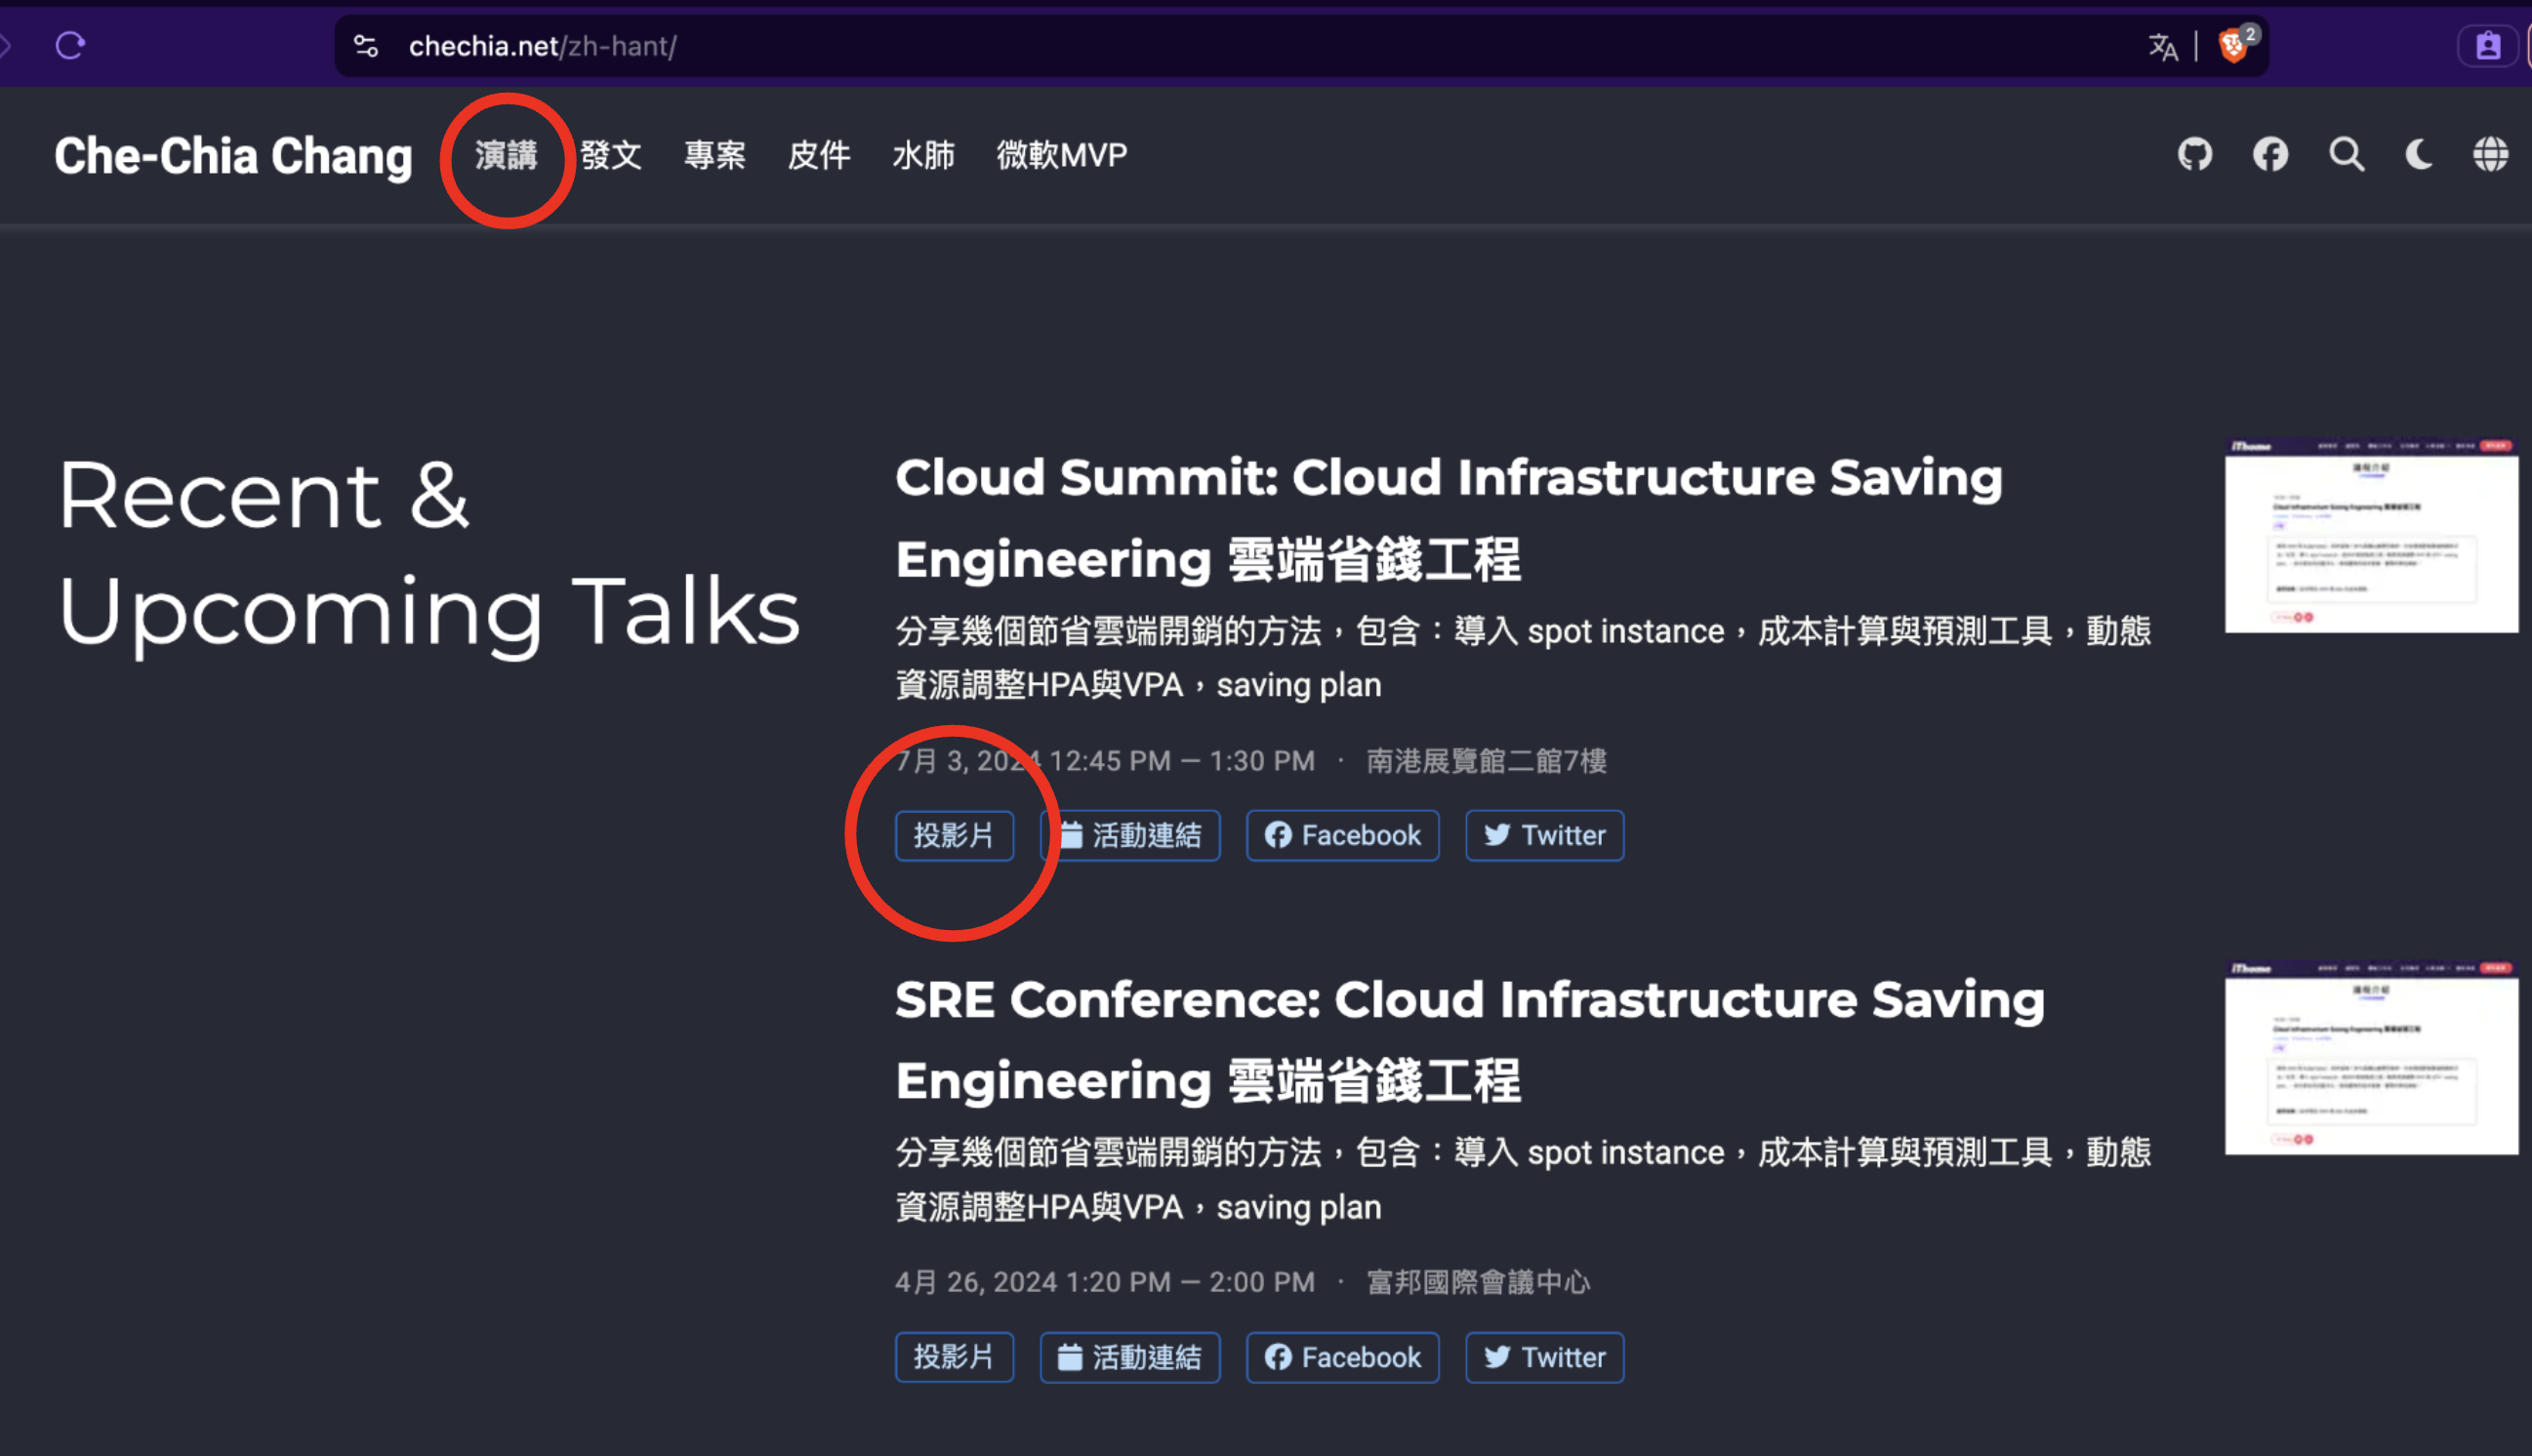 chechia.net/zh-hant/
2
Che-Chia Chang 演講 發文 專案 皮件 水肺 微軟MVP
Recent &
Upcoming Talks
Cloud Summit: Cloud Infrastructure Saving
Engineering 雲端省錢工程
分享幾個節省雲端開銷的方法，包含：導入 spot instance，成本計算與預測工具，動態
資源調整HPA與VPA，saving plan
7月 3, 2024 12:45 PM — 1:30 PM · 南港展覽館二館7樓
投影片 活動連結 Facebook Twitter
iThome
SRE Conference: Cloud Infrastructure Saving
Engineering 雲端省錢工程
分享幾個節省雲端開銷的方法，包含：導入 spot instance，成本計算與預測工具，動態
資源調整HPA與VPA，saving plan
4月 26, 2024 1:20 PM — 2:00 PM · 富邦國際會議中心
投影片 活動連結 Facebook Twitter
iThome